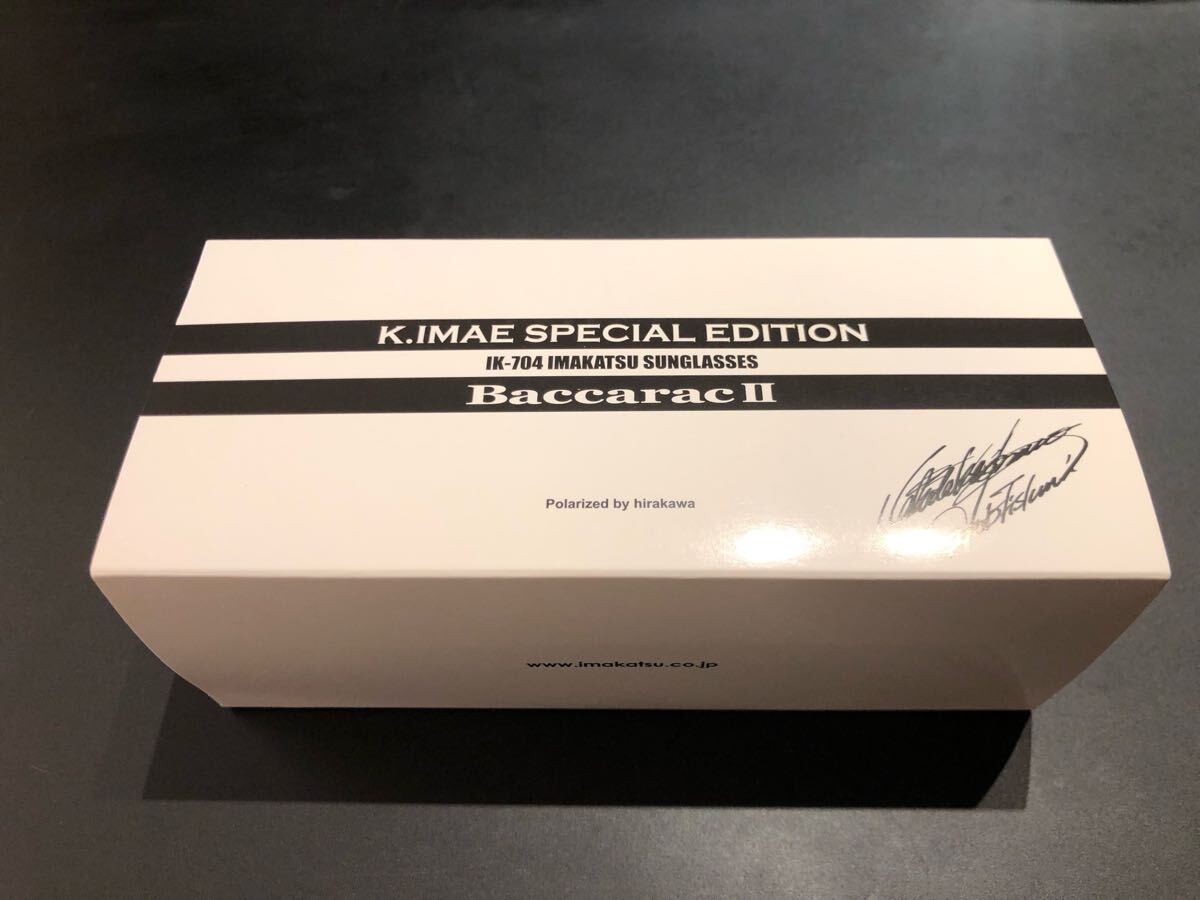 K.IMAE SPECIAL EDITION
IK-704 IMAKATSU SUNGLASSES
Baccarac II
Polarized by hirakawa
www.imakatsu.co.jp